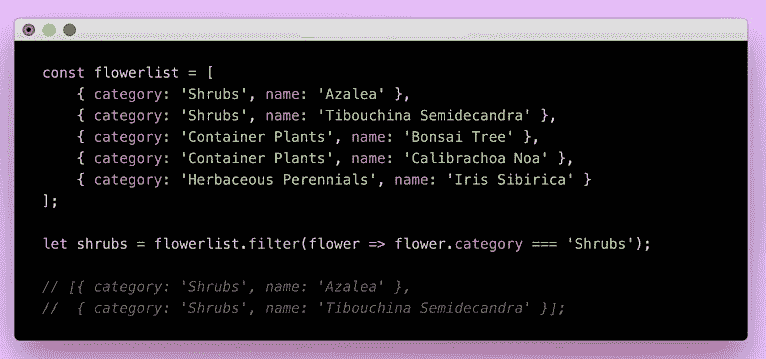 const flowerlist = [
    { category: 'Shrubs', name: 'Azalea' },
    { category: 'Shrubs', name: 'Tibouchina Semidecandra' },
    { category: 'Container Plants', name: 'Bonsai Tree' },
    { category: 'Container Plants', name: 'Calibrachoa Noa' },
    { category: 'Herbaceous Perennials', name: 'Iris Sibirica' }
];
let shrubs = flowerlist.filter(flower => flower.category === 'Shrubs');
// [{ category: 'Shrubs', name: 'Azalea' },
//  { category: 'Shrubs', name: 'Tibouchina Semidecandra' }];